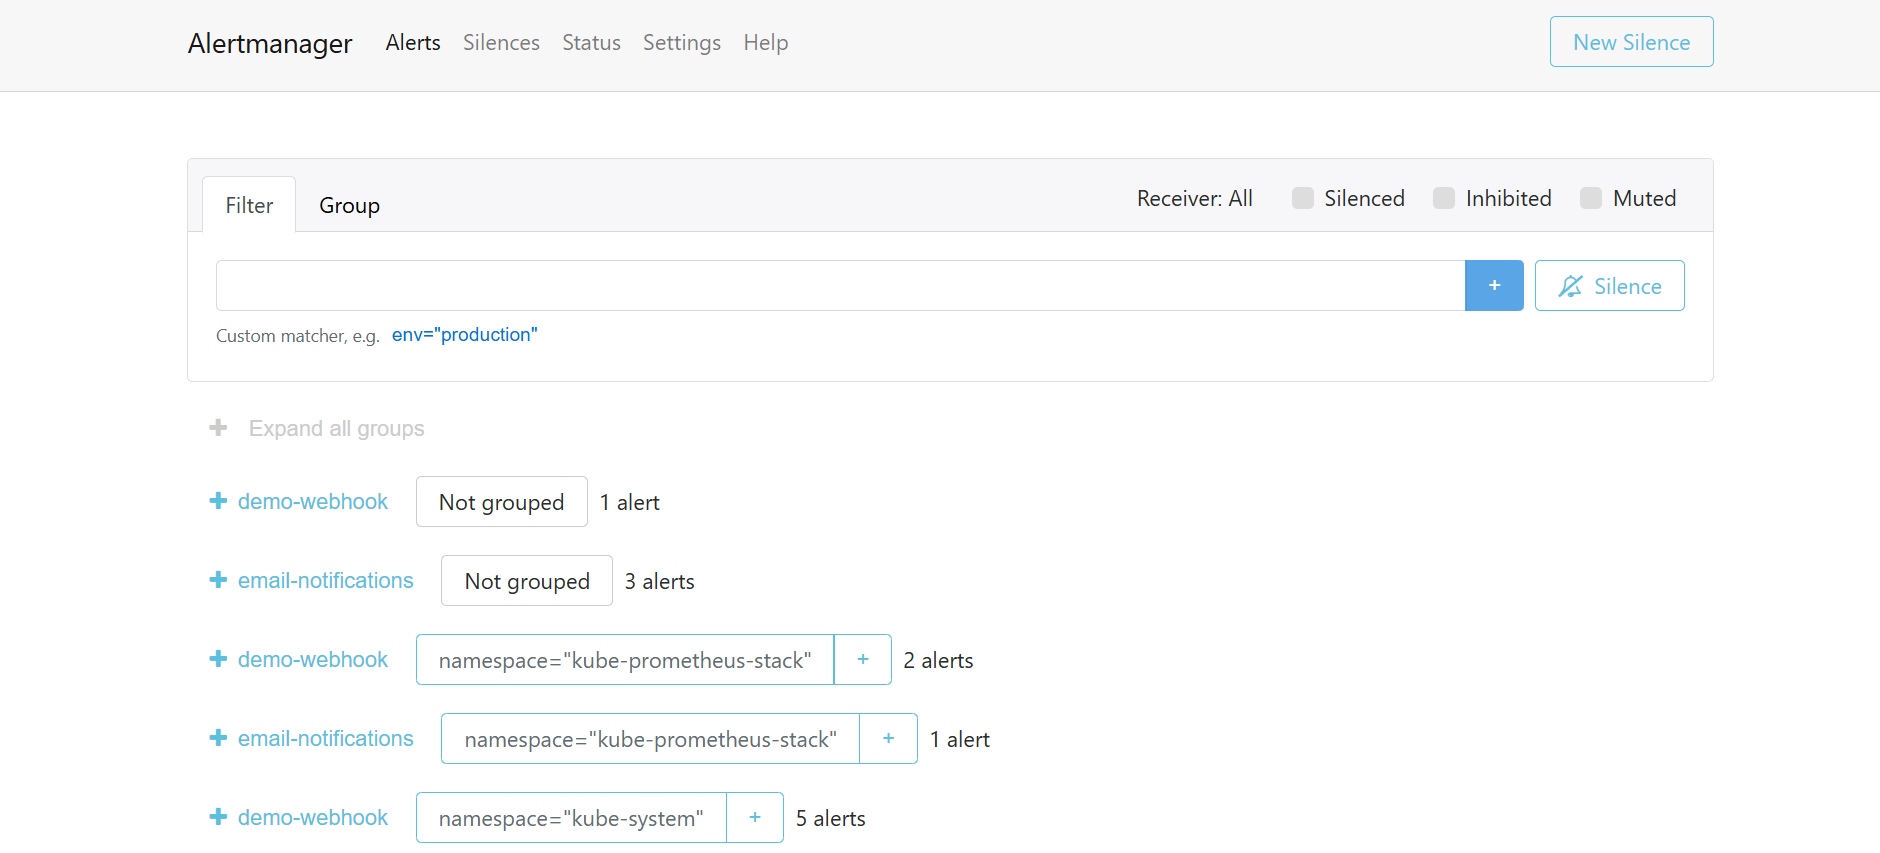 Alertmanager Alerts Silences Status Settings Help New Silence
Filter Group Receiver: All Silenced Inhibited Muted
+ Silence
Custom matcher, e.g. env="production"
+ Expand all groups
+ demo-webhook Not grouped 1 alert
+ email-notifications Not grouped 3 alerts
+ demo-webhook namespace="kube-prometheus-stack" + 2 alerts
+ email-notifications namespace="kube-prometheus-stack" + 1 alert
+ demo-webhook namespace="kube-system" + 5 alerts